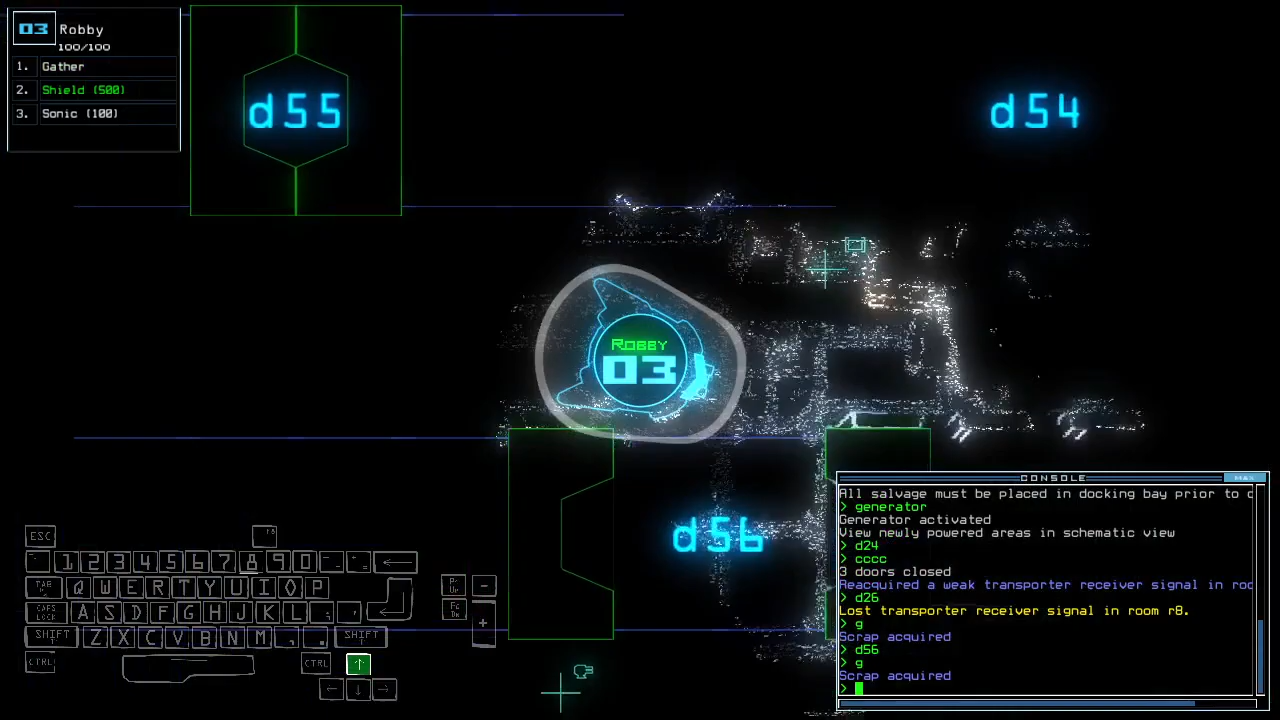 03 Robby
100/100
1. Gather
2. Shield (500)
3. Sonic (100)
d55
d54
Robby
03
d56
CONSOLE
MAX
All salvage must be placed in docking bay prior to
> generator
Generator activated
View newly powered areas in schematic view
> d24
> cccc
3 doors closed
Reacquired a weak transporter receiver signal in roo
> d26
Lost transporter receiver signal in room r8.
> g
Scrap acquired
> d56
> g
Scrap acquired
>
ESC
1 2 3 4 5 6 7 8 9 0 - =
TAB Q W E R T Y U I O P
CAPS LOCK A S D F G H J K L ; '
SHIFT Z X C V B N M , . SHIFT
CTRL CTRL ↑
← ↓ →
- +